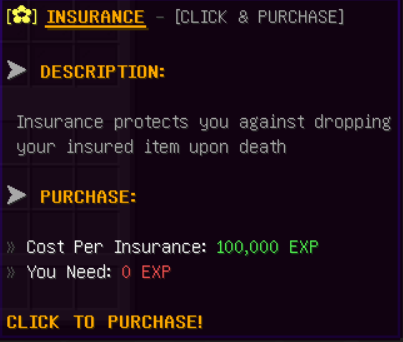 [✿] INSURANCE - [CLICK & PURCHASE]
➤ DESCRIPTION:
Insurance protects you against dropping
your insured item upon death
➤ PURCHASE:
» Cost Per Insurance: 100,000 EXP
» You Need: 0 EXP
CLICK TO PURCHASE!